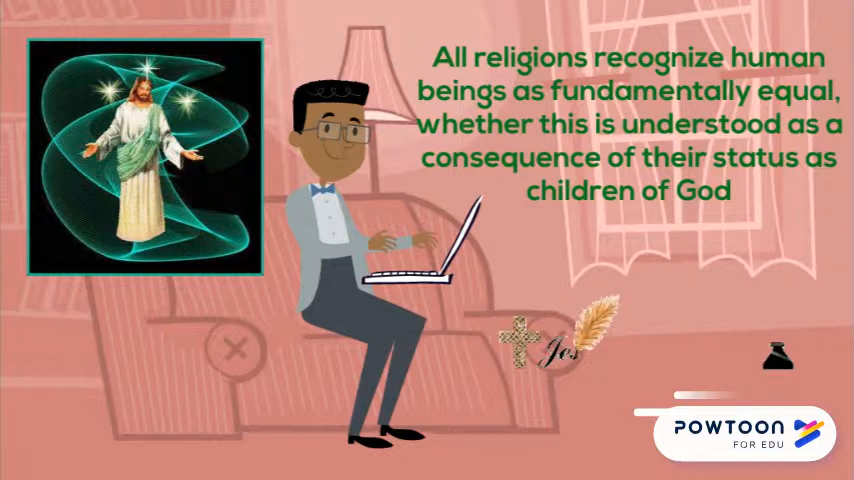 All religions recognize human
beings as fundamentally equal,
whether this is understood as a
consequence of their status as
children of God
Jes
POWTOON
FOR EDU